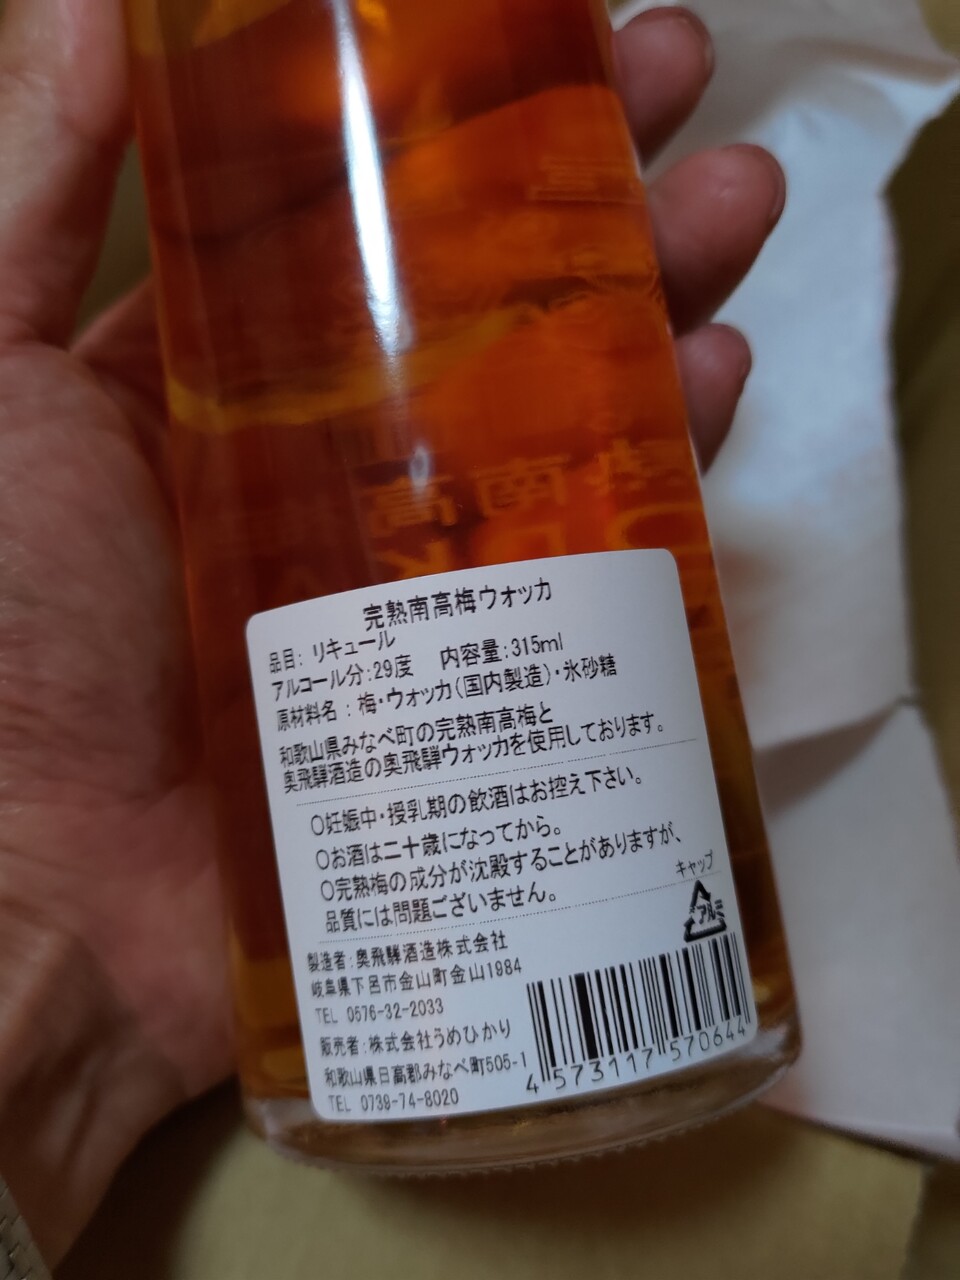 完熟南高梅ウォッカ
品目: リキュール
アルコール分:29度 内容量:315ml
原材料名 : 梅・ウォッカ(国内製造)・氷砂糖
和歌山県みなべ町の完熟南高梅と
奥飛騨酒造の奥飛騨ウォッカを使用しております。
○妊娠中・授乳期の飲酒はお控え下さい。
○お酒は二十歳になってから。
○完熟梅の成分が沈殿することがありますが、
品質には問題ございません。
キャップ
アルミ
製造者:奥飛騨酒造株式会社
岐阜県下呂市金山町金山1984
TEL 0576-32-2033
販売者:株式会社うめひかり
和歌山県日高郡みなべ町505-1
TEL 0739-74-8020
4 573117 570644